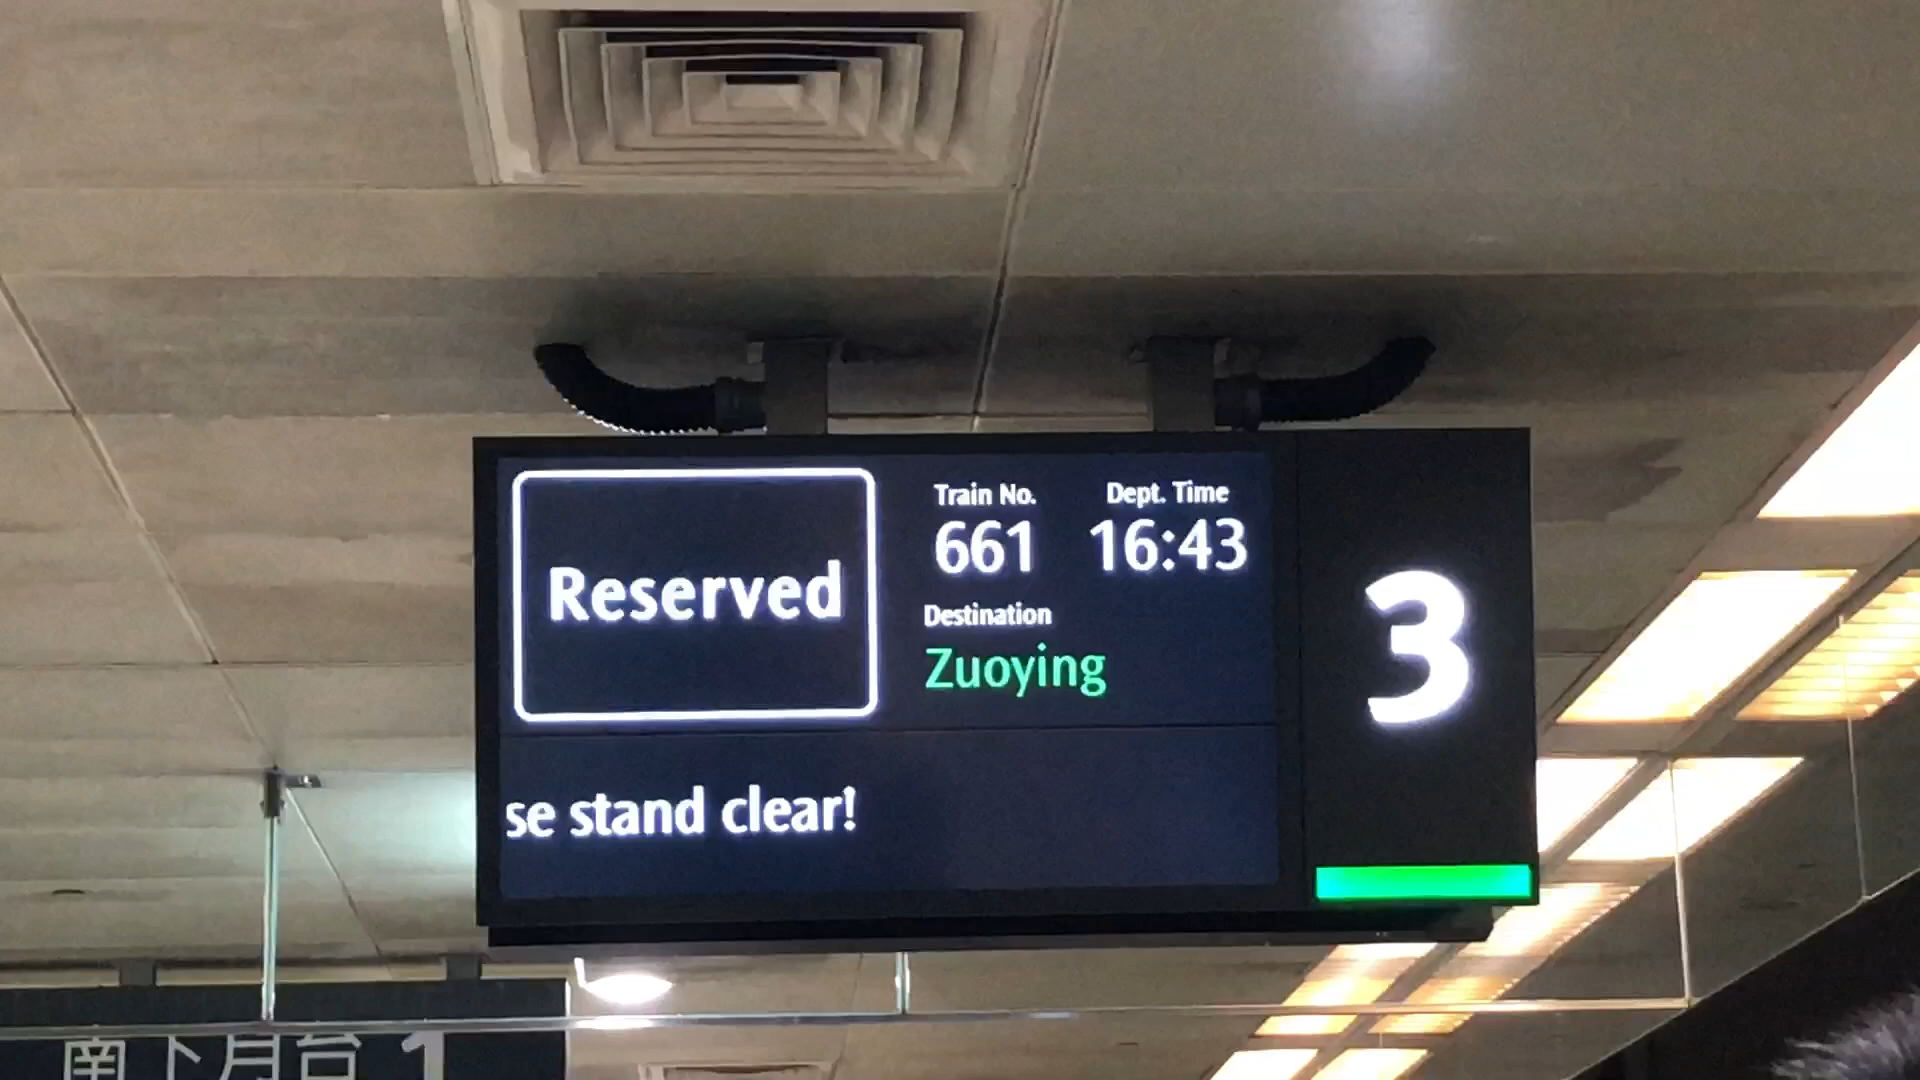 Reserved
Train No.
661
Dept. Time
16:43
Destination
Zuoying
3
se stand clear!
南下月台 1